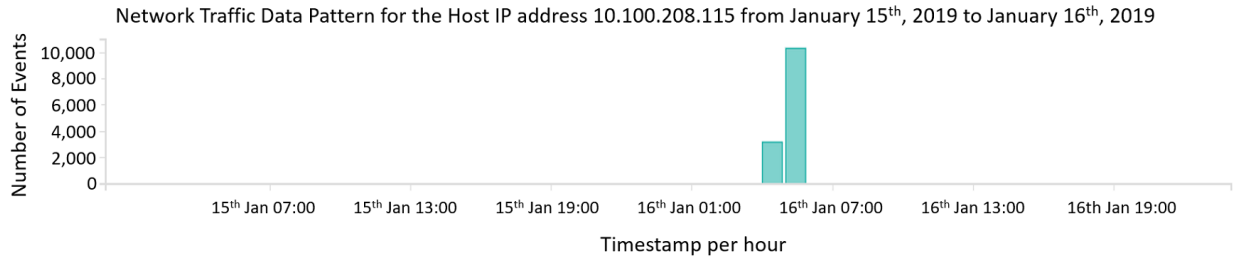 Network Traffic Data Pattern for the Host IP address 10.100.208.115 from January 15th, 2019 to January 16th, 2019
Number of Events
10,000
8,000
6,000
4,000
2,000
0
15th Jan 07:00 15th Jan 13:00 15th Jan 19:00 16th Jan 01:00 16th Jan 07:00 16th Jan 13:00 16th Jan 19:00
Timestamp per hour